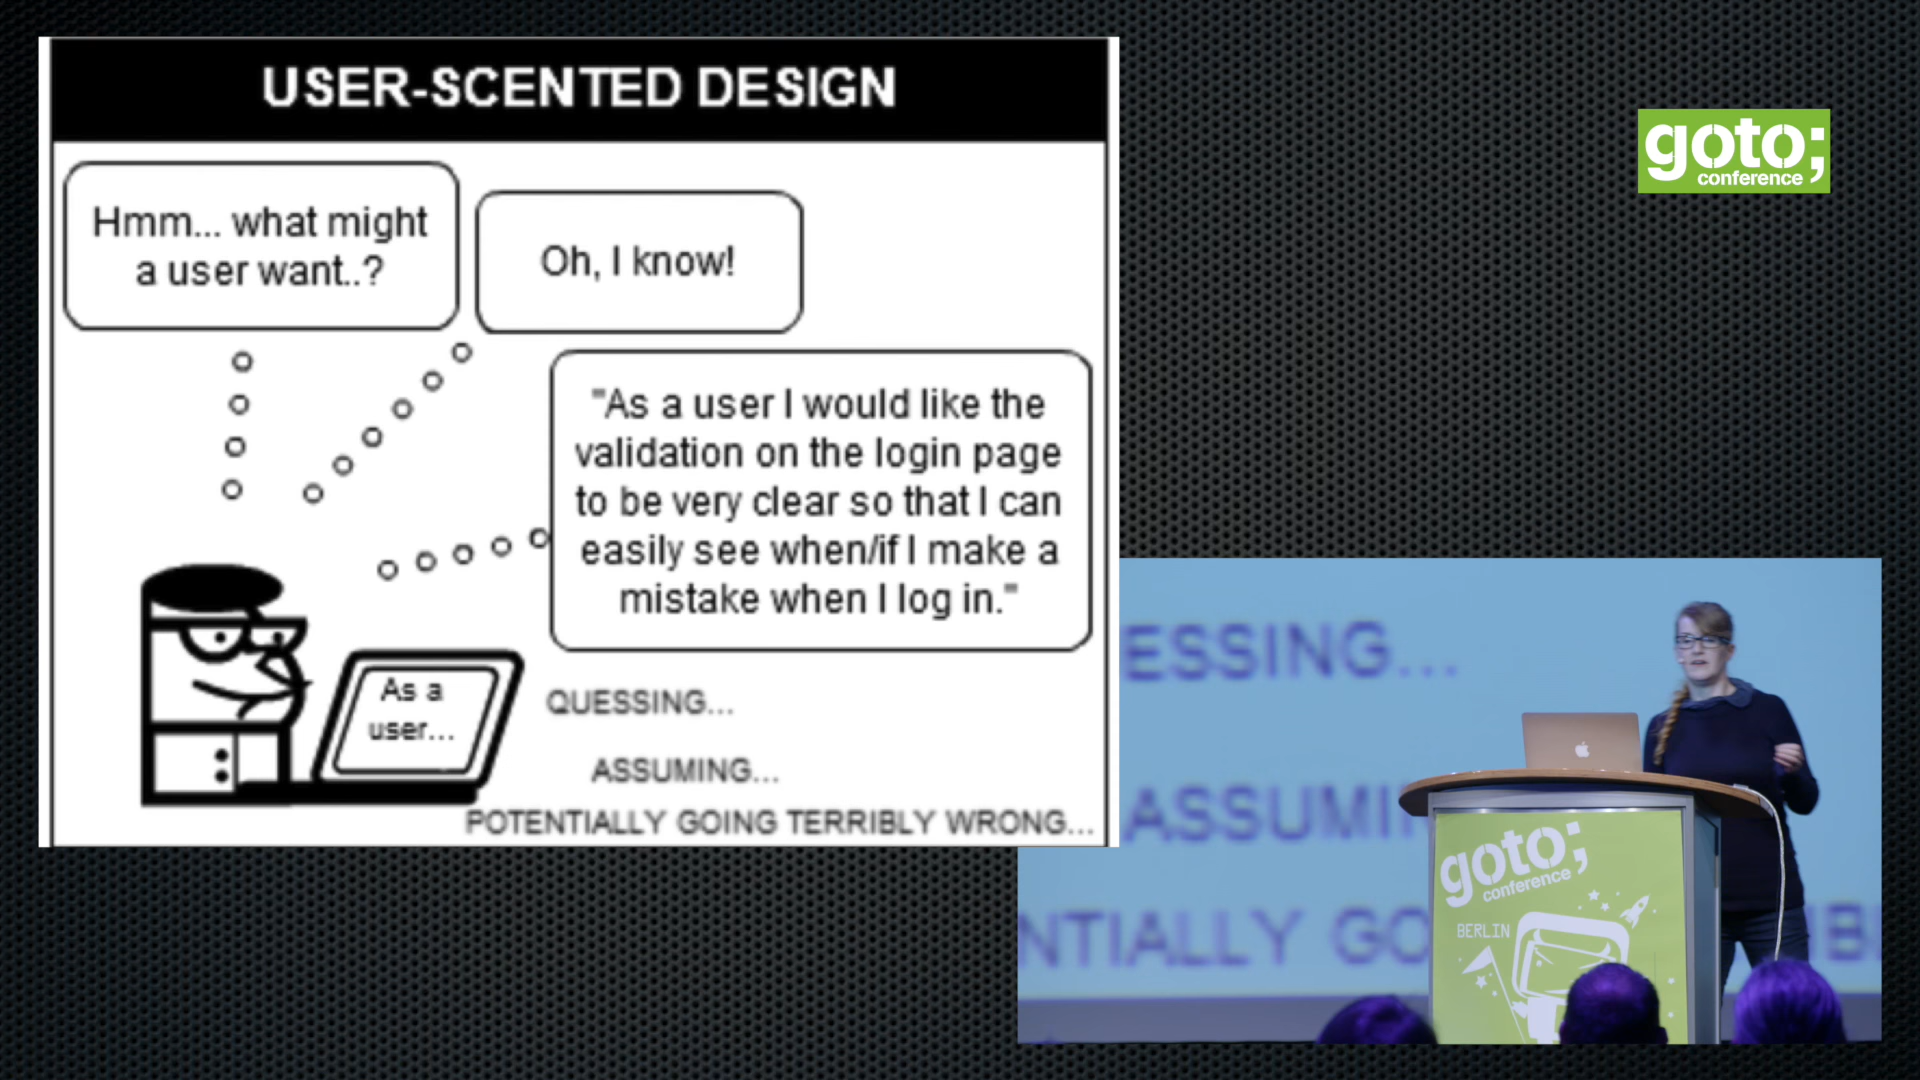 USER-SCENTED DESIGN
Hmm... what might
a user want..?
Oh, I know!
"As a user I would like the
validation on the login page
to be very clear so that I can
easily see when/if I make a
mistake when I log in."
As a
user...
QUESSING...
ASSUMING...
POTENTIALLY GOING TERRIBLY WRONG...
goto;
conference
ESSING...
ASSUMI
NTIALLY GO
B
goto;
conference
BERLIN